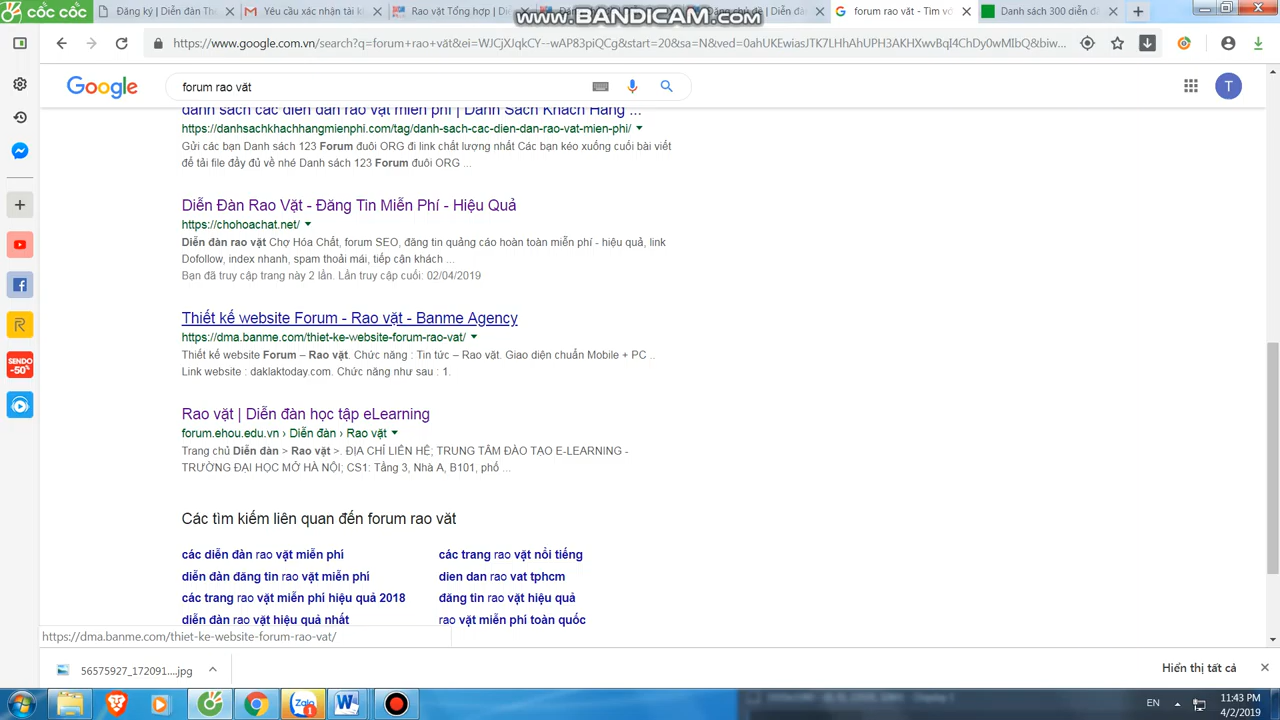 www.BANDICAM.com
cốc cốc
Đăng ký | Diễn đàn Th
Yêu cầu xác nhận tài k
Rao vặt
| Diễn đàn
forum rao vát - Tìm vớ
Danh sách 300 diễn đ
https://www.google.com.vn/search?q=forum+rao+vát&ei=WJCjXJqkCY--wAP83piQCg&start=20&sa=N&ved=0ahUKEwiasJTK7LHhAhUPH3AKHXwvBqI4ChDy0wMIbQ&biw...
Google
forum rao vát
T
danh sách các diễn đàn rao vặt miễn phí | Danh Sách Khách Hàng ...
https://danhsachkhachhangmienphi.com/tag/danh-sach-cac-dien-dan-rao-vat-mien-phi/
Gửi các bạn Danh sách 123 Forum đuôi ORG đi link chất lượng nhất Các bạn kéo xuống cuối bài viết
để tải file đầy đủ về nhé Danh sách 123 Forum đuôi ORG ...
Diễn Đàn Rao Vặt - Đăng Tin Miễn Phí - Hiệu Quả
https://chohoachat.net/
Diễn đàn rao vặt Chợ Hóa Chất, forum SEO, đăng tin quảng cáo hoàn toàn miễn phí - hiệu quả, link
Dofollow, index nhanh, spam thoải mái, tiếp cận khách ...
Bạn đã truy cập trang này 2 lần. Lần truy cập cuối: 02/04/2019
Thiết kế website Forum - Rao vặt - Banme Agency
https://dma.banme.com/thiet-ke-website-forum-rao-vat/
Thiết kế website Forum – Rao vặt. Chức năng : Tin tức – Rao vặt. Giao diện chuẩn Mobile + PC ..
Link website : daklaktoday.com. Chức năng như sau : 1.
Rao vặt | Diễn đàn học tập eLearning
forum.ehou.edu.vn › Diễn đàn › Rao vặt
Trang chủ Diễn đàn > Rao vặt >. ĐỊA CHỈ LIÊN HỆ; TRUNG TÂM ĐÀO TẠO E-LEARNING -
TRƯỜNG ĐẠI HỌC MỞ HÀ NỘI; CS1: Tầng 3, Nhà A, B101, phố ...
Các tìm kiếm liên quan đến forum rao vát
các diễn đàn rao vặt miễn phí
các trang rao vặt nổi tiếng
diễn đàn đăng tin rao vặt miễn phí
dien dan rao vat tphcm
các trang rao vặt miễn phí hiệu quả 2018
đăng tin rao vặt hiệu quả
diễn đàn rao vặt hiệu quả nhất
rao vặt miễn phí toàn quốc
SENDO
-50%
https://dma.banme.com/thiet-ke-website-forum-rao-vat/
56575927_172091....jpg
Hiển thị tất cả
Zalo
1
EN
11:43 PM
4/2/2019